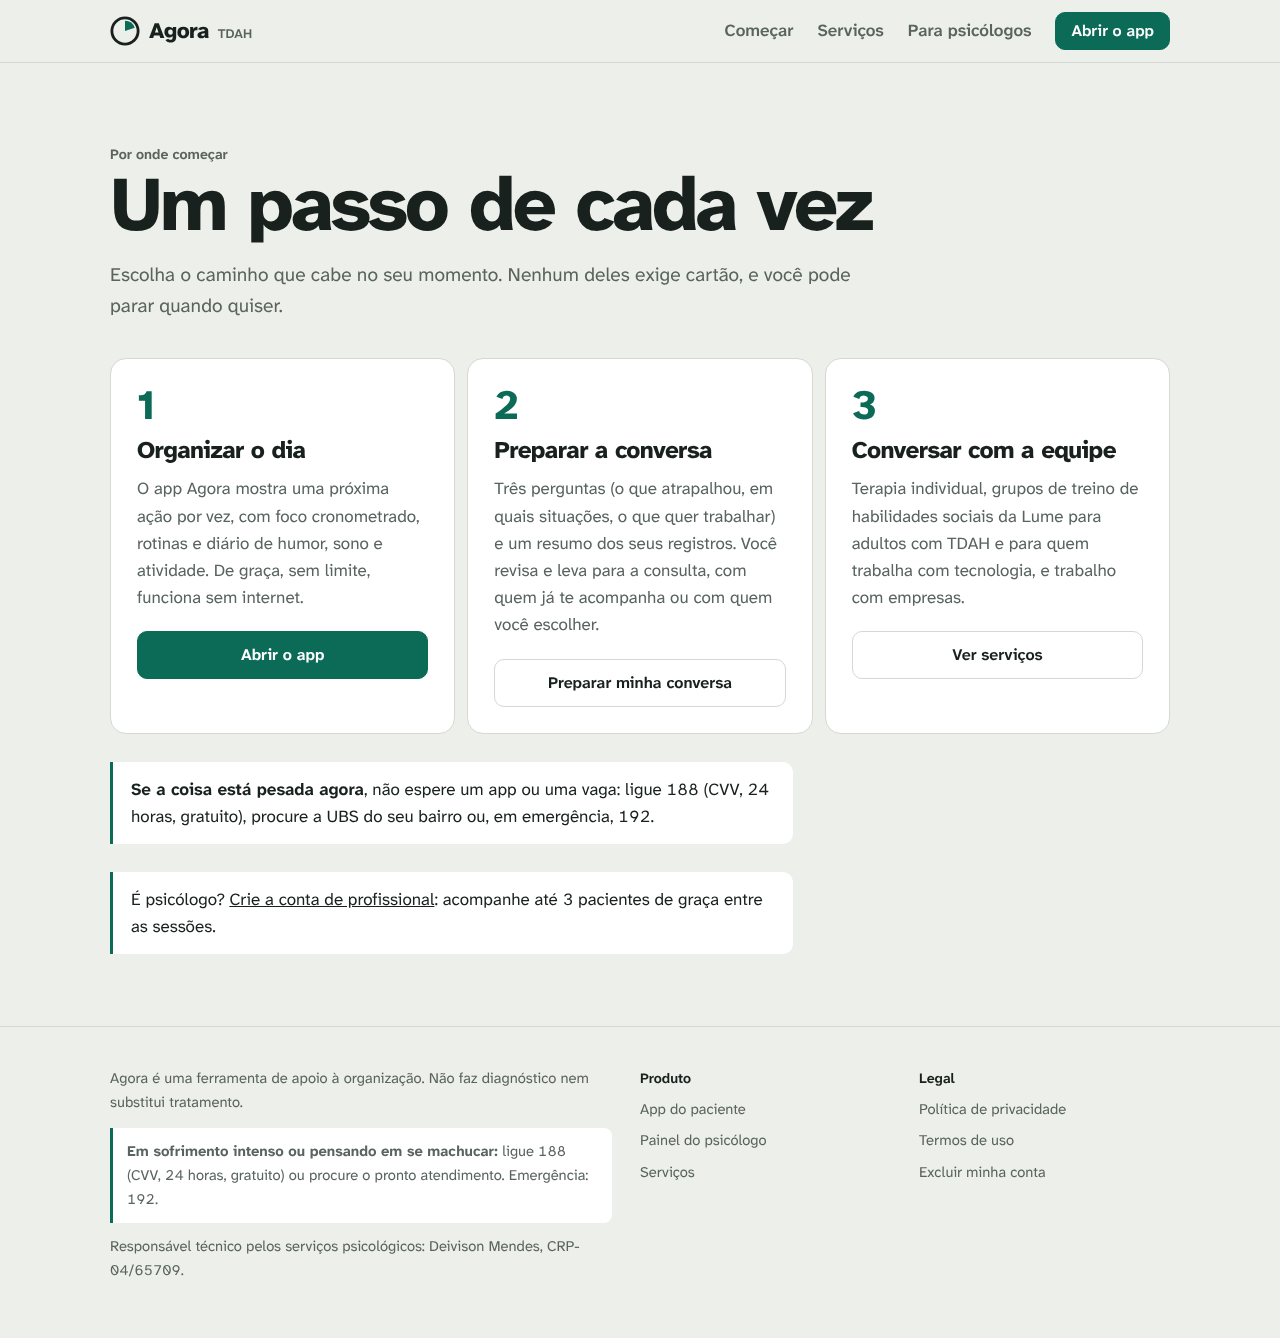 Agora TDAH
Começar Serviços Para psicólogos Abrir o app
Por onde começar
Um passo de cada vez
Escolha o caminho que cabe no seu momento. Nenhum deles exige cartão, e você pode
parar quando quiser.
1
Organizar o dia
O app Agora mostra uma próxima
ação por vez, com foco cronometrado,
rotinas e diário de humor, sono e
atividade. De graça, sem limite,
funciona sem internet.
Abrir o app
2
Preparar a conversa
Três perguntas (o que atrapalhou, em
quais situações, o que quer trabalhar)
e um resumo dos seus registros. Você
revisa e leva para a consulta, com
quem já te acompanha ou com quem
você escolher.
Preparar minha conversa
3
Conversar com a equipe
Terapia individual, grupos de treino de
habilidades sociais da Lume para
adultos com TDAH e para quem
trabalha com tecnologia, e trabalho
com empresas.
Ver serviços
Se a coisa está pesada agora, não espere um app ou uma vaga: ligue 188 (CVV, 24
horas, gratuito), procure a UBS do seu bairro ou, em emergência, 192.
É psicólogo? Crie a conta de profissional: acompanhe até 3 pacientes de graça entre
as sessões.
Agora é uma ferramenta de apoio à organização. Não faz diagnóstico nem
substitui tratamento.
Em sofrimento intenso ou pensando em se machucar: ligue 188
(CVV, 24 horas, gratuito) ou procure o pronto atendimento. Emergência:
192.
Responsável técnico pelos serviços psicológicos: Deivison Mendes, CRP-
04/65709.
Produto
App do paciente
Painel do psicólogo
Serviços
Legal
Política de privacidade
Termos de uso
Excluir minha conta